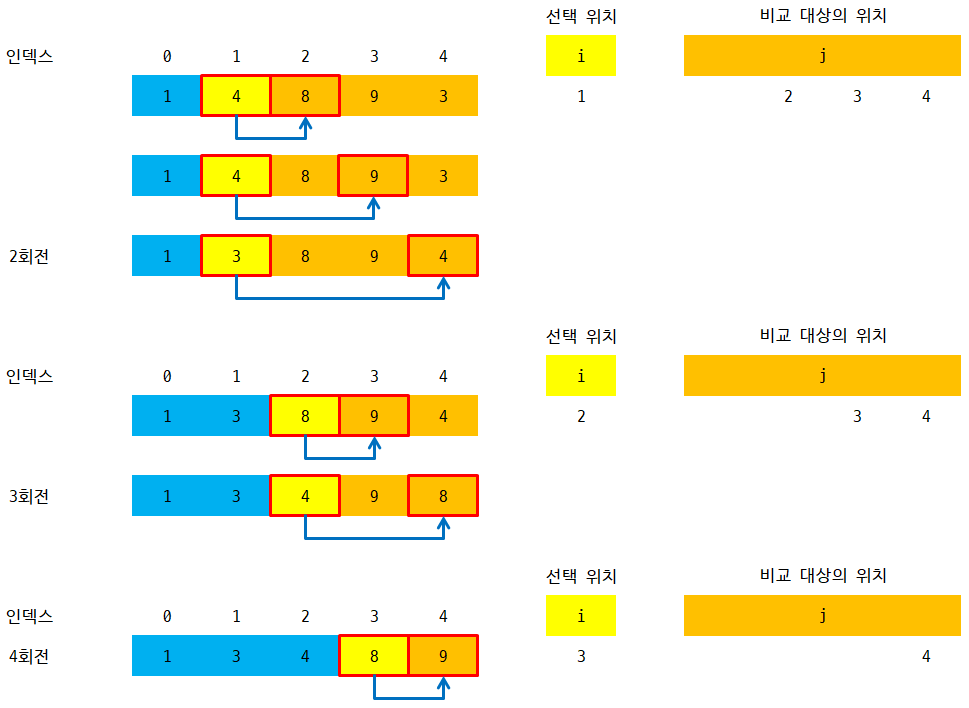 선택 위치 비교 대상의 위치
인덱스 0 1 2 3 4 i j
1 4 8 9 3 1 2 3 4
1 4 8 9 3
2회전 1 3 8 9 4
선택 위치 비교 대상의 위치
i j
인덱스 0 1 2 3 4
1 3 8 9 4 2 3 4
3회전 1 3 4 9 8
선택 위치 비교 대상의 위치
인덱스 0 1 2 3 4 i j
4회전 1 3 4 8 9 3 4